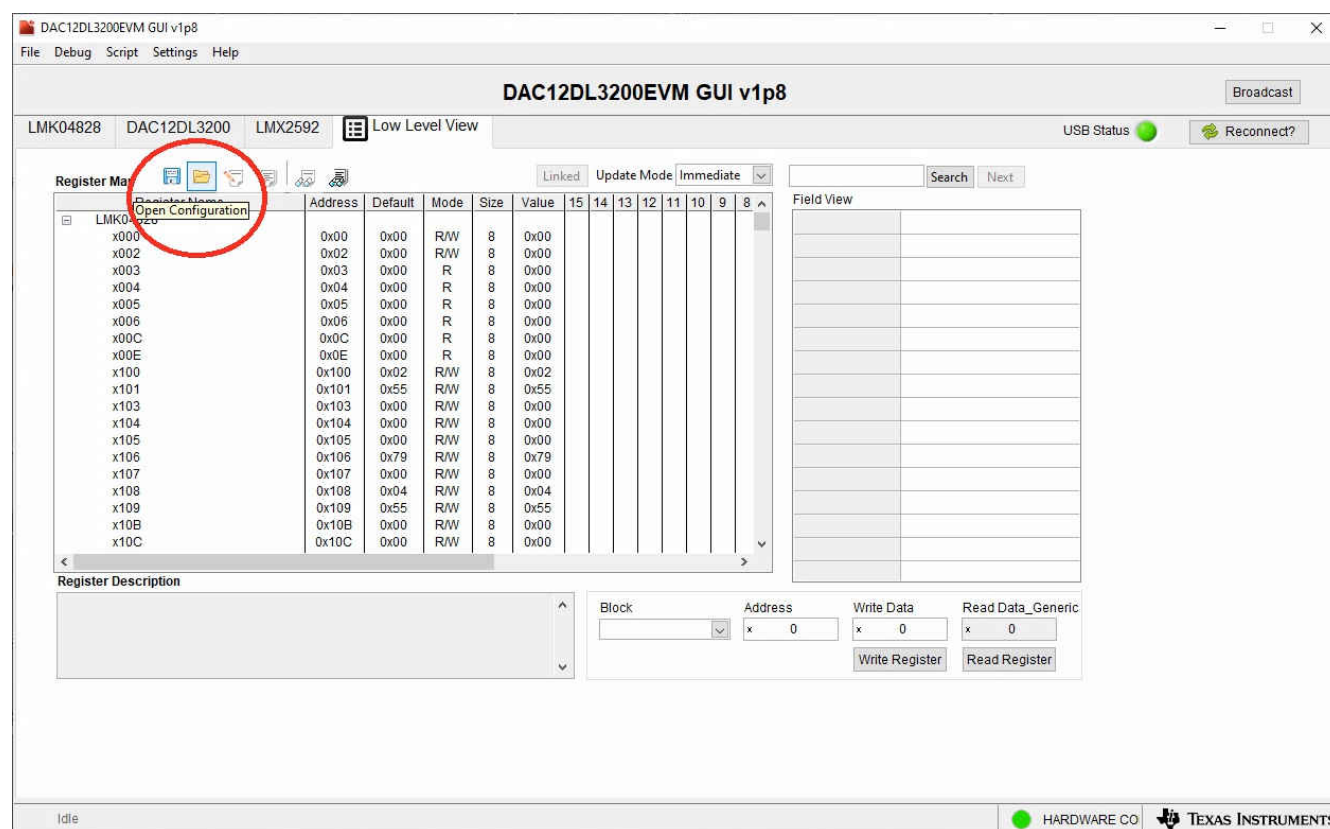 DAC12DL3200EVM GUI v1p8
File Debug Script Settings Help
DAC12DL3200EVM GUI v1p8
Broadcast
LMK04828 DAC12DL3200 LMX2592 Low Level View USB Status Reconnect?
Register Map Linked Update Mode Immediate Search Next
Register Name Address Default Mode Size Value 15 14 13 12 11 10 9 8 Field View
Open Configuration
LMK04828
x000 0x00 0x00 R/W 8 0x00
x002 0x02 0x00 R/W 8 0x00
x003 0x03 0x00 R 8 0x00
x004 0x04 0x00 R 8 0x00
x005 0x05 0x00 R 8 0x00
x006 0x06 0x00 R 8 0x00
x00C 0x0C 0x00 R 8 0x00
x00E 0x0E 0x00 R 8 0x00
x100 0x100 0x02 R/W 8 0x02
x101 0x101 0x55 R/W 8 0x55
x103 0x103 0x00 R/W 8 0x00
x104 0x104 0x00 R/W 8 0x00
x105 0x105 0x00 R/W 8 0x00
x106 0x106 0x79 R/W 8 0x79
x107 0x107 0x00 R/W 8 0x00
x108 0x108 0x04 R/W 8 0x04
x109 0x109 0x55 R/W 8 0x55
x10B 0x10B 0x00 R/W 8 0x00
x10C 0x10C 0x00 R/W 8 0x00
Register Description
Block Address Write Data Read Data_Generic
x 0 x 0 x 0
Write Register Read Register
Idle HARDWARE CO TEXAS INSTRUMENTS